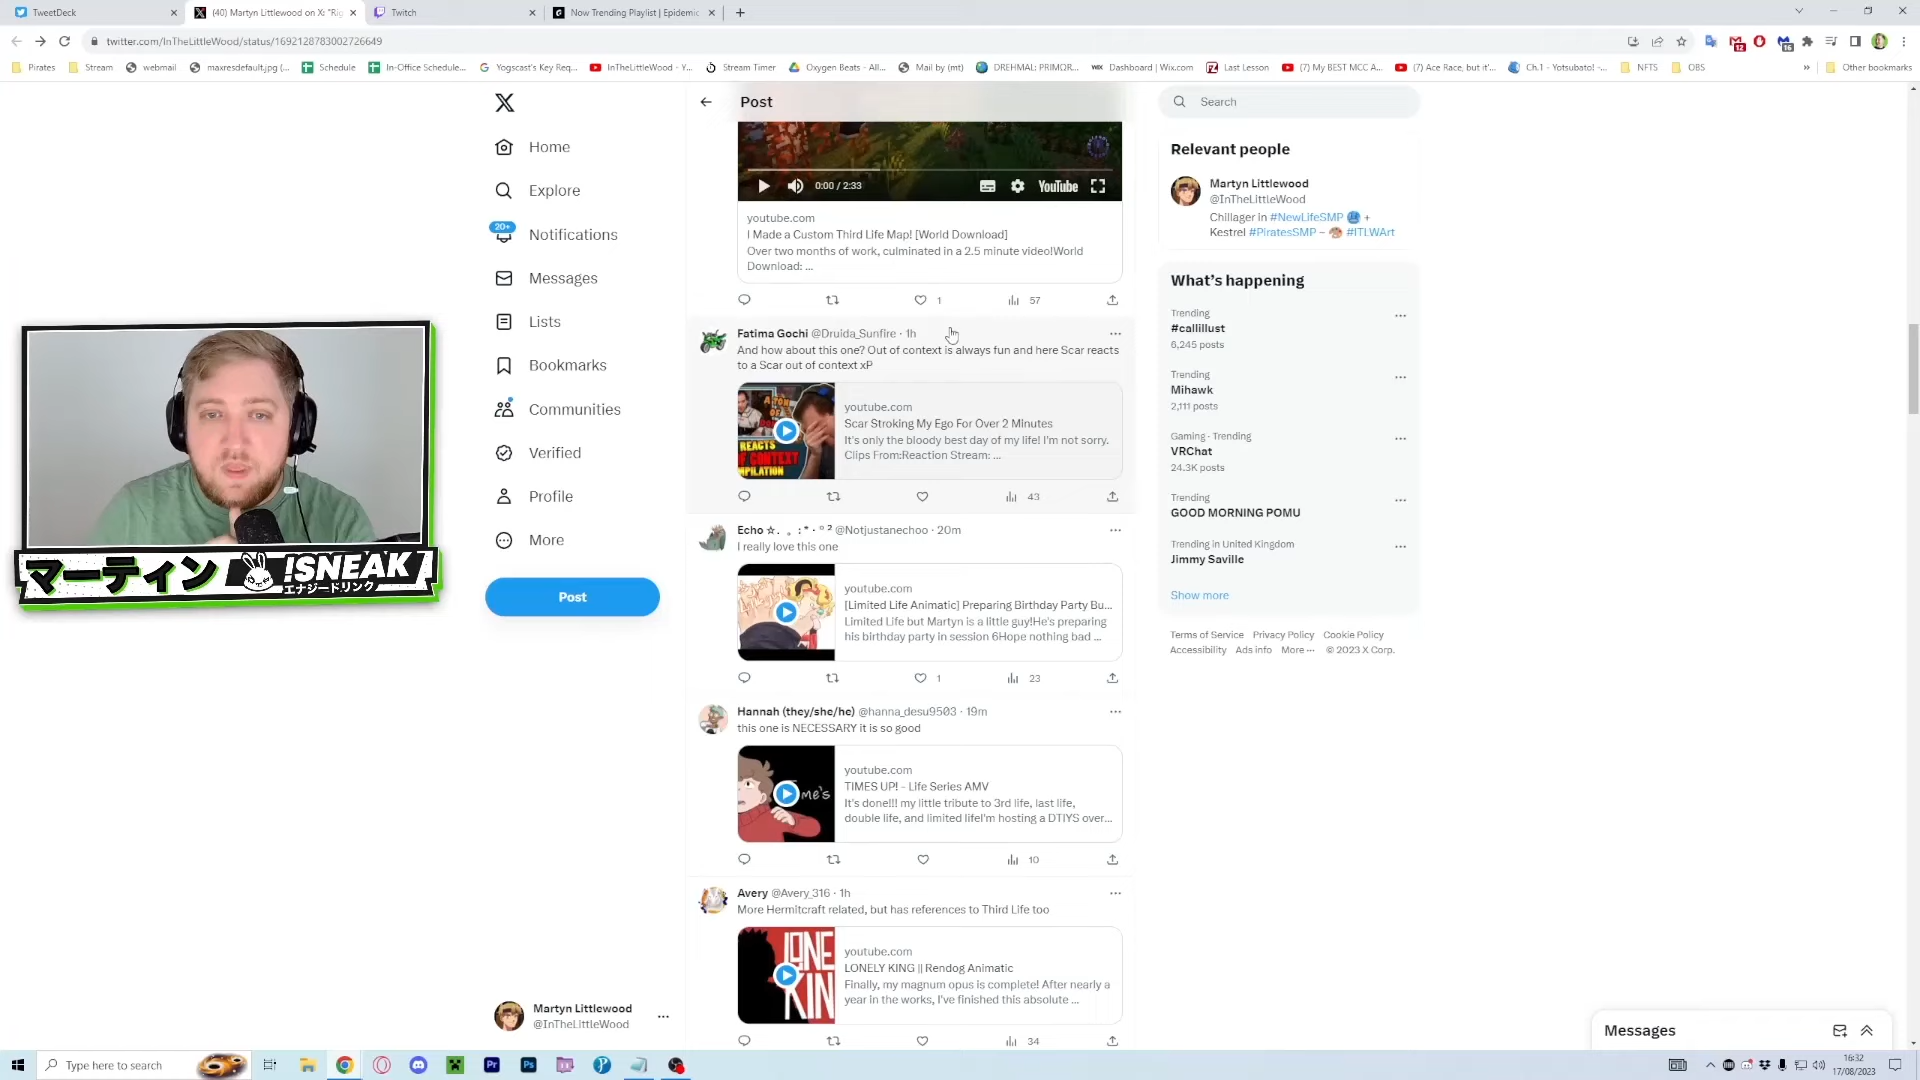 TweetDeck
(40) Martyn Littlewood on X: "Rig
Twitch
Now Trending Playlist | Epidemic
twitter.com/InTheLittleWood/status/1692128783002726649
Pirates
Stream
webmail
maxresdefault.jpg (...
Schedule
In-Office Schedule...
Yogscast's Key Req...
InTheLittleWood - Y...
Stream Timer
Oxygen Beats - All...
Mail by (mt)
DREHMAL: PRIMΩR...
Dashboard | Wix.com
Last Lesson
(7) My BEST MCC A...
(7) Ace Race, but it'...
Ch.1 - Yotsubato! -...
NFTS
OBS
»
Other bookmarks
Home
Explore
20+
Notifications
Messages
Lists
Bookmarks
Communities
Verified
Profile
More
Post
Martyn Littlewood
@InTheLittleWood
マーティン
!SNEAK
エナジードリンク
Post
0:00 / 2:33
YouTube
youtube.com
I Made a Custom Third Life Map! [World Download]
Over two months of work, culminated in a 2.5 minute video!World
Download: ...
1
57
Fatima Gochi @Druida_Sunfire · 1h
And how about this one? Out of context is always fun and here Scar reacts
to a Scar out of context xP
A TON
OF
REACTS
OF CONTEXT
MPILATION
youtube.com
Scar Stroking My Ego For Over 2 Minutes
It's only the bloody best day of my life! I'm not sorry.
Clips From:Reaction Stream: ...
43
Echo ☆. 。:*・°² @Notjustanechoo · 20m
I really love this one
youtube.com
[Limited Life Animatic] Preparing Birthday Party Bu...
Limited Life but Martyn is a little guy!He's preparing
his birthday party in session 6Hope nothing bad ...
1
23
Hannah (they/she/he) @hanna_desu9503 · 19m
this one is NECESSARY it is so good
me's
youtube.com
TIMES UP! - Life Series AMV
It's done!!! my little tribute to 3rd life, last life,
double life, and limited lifeI'm hosting a DTIYS over...
10
Avery @Avery_316 · 1h
More Hermitcraft related, but has references to Third Life too
LONE
KIN
youtube.com
LONELY KING || Rendog Animatic
Finally, my magnum opus is complete! After nearly a
year in the works, I've finished this absolute ...
34
Search
Relevant people
Martyn Littlewood
@InTheLittleWood
Chillager in #NewLifeSMP +
Kestrel #PiratesSMP – #ITLWArt
What's happening
Trending
#callillust
6,245 posts
Trending
Mihawk
2,111 posts
Gaming · Trending
VRChat
24.3K posts
Trending
GOOD MORNING POMU
Trending in United Kingdom
Jimmy Saville
Show more
Terms of Service Privacy Policy Cookie Policy
Accessibility Ads info More ··· © 2023 X Corp.
Messages
Type here to search
16:32
17/08/2023